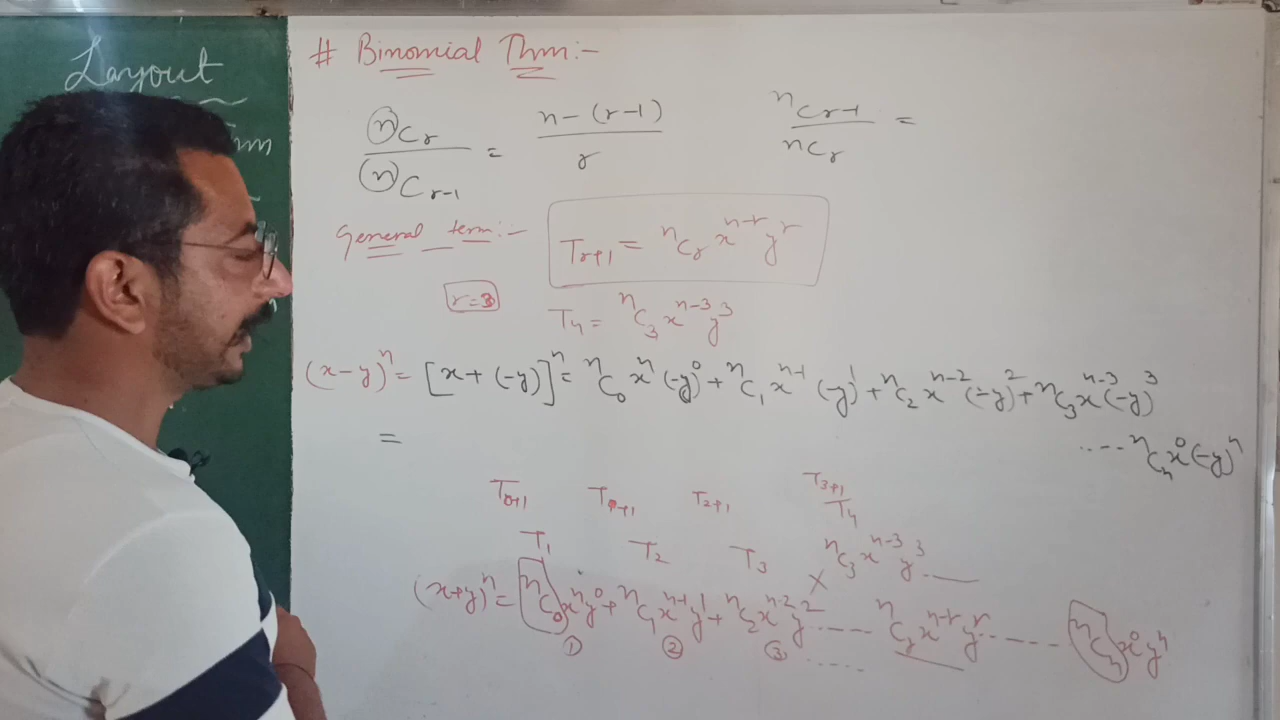 Layout
# Binomial Thm:-
ⁿCᵣ / ⁿCᵣ₋₁ = n-(r-1) / r
ⁿCᵣ₋₁ / nCᵣ =
General term:-
Tᵣ₊₁ = ⁿCᵣ xⁿ⁻ʳ yʳ
r=3
T₄ = ⁿC₃ xⁿ⁻³ y³
(x-y)ⁿ = [x+(-y)]ⁿ = ⁿC₀ xⁿ (-y)⁰ + ⁿC₁ xⁿ⁻¹ (-y)¹ + ⁿC₂ xⁿ⁻² (-y)² + ⁿC₃ xⁿ⁻³ (-y)³
= .... ⁿCₙ x⁰ (-y)ⁿ
T₀₊₁ T₁₊₁ T₂₊₁ T₃₊₁
T₄
T₁ T₂ T₃ ⁿC₃ xⁿ⁻³ y³
(x+y)ⁿ = ⁿC₀ xⁿ y⁰ + ⁿC₁ xⁿ⁻¹ y¹ + ⁿC₂ xⁿ⁻² y² ..... ⁿCᵣ xⁿ⁻ʳ yʳ ..... ⁿCₙ x⁰ yⁿ
① ② ③ .....